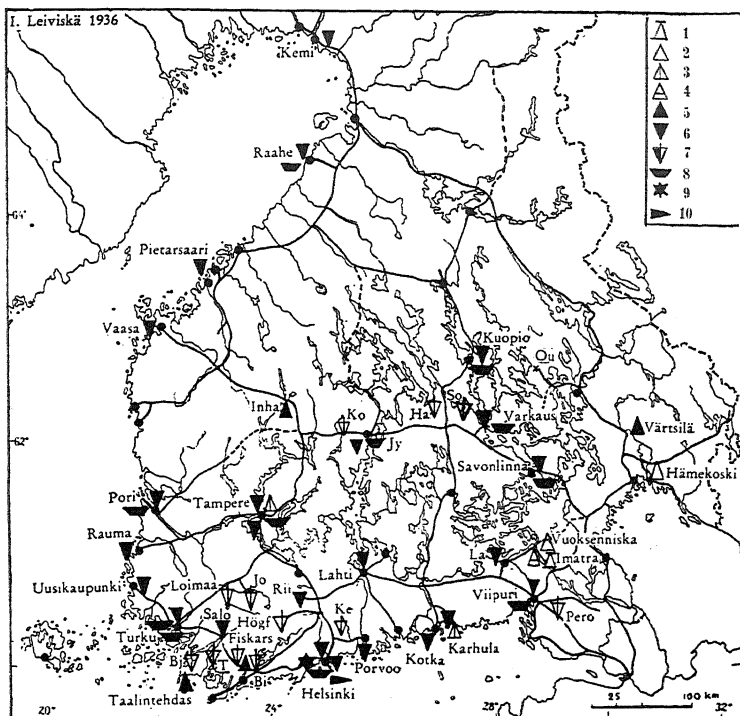 I. Leiviskä 1936
1
2
3
4
5
6
7
8
9
10
Kemi
Raahe
64
Pietarsaari
Vaasa
Kuopio
Ou
Inha
Ko
Ha
So
Varkaus
Värtsilä
62
Jy
Savonlinna
Hämekoski
Pori
Tampere
Rauma
Vuoksenniska
La
Imatra
Uusikaupunki
Loimaa
Jo
Rii
Lahti
Viipuri
Salo
Högf
Ke
Pero
Turku
Fiskars
Karhula
Bj
T
Bi
Porvoo
Kotka
Taalintehdas
Helsinki
20
24
28
25
100 km
32